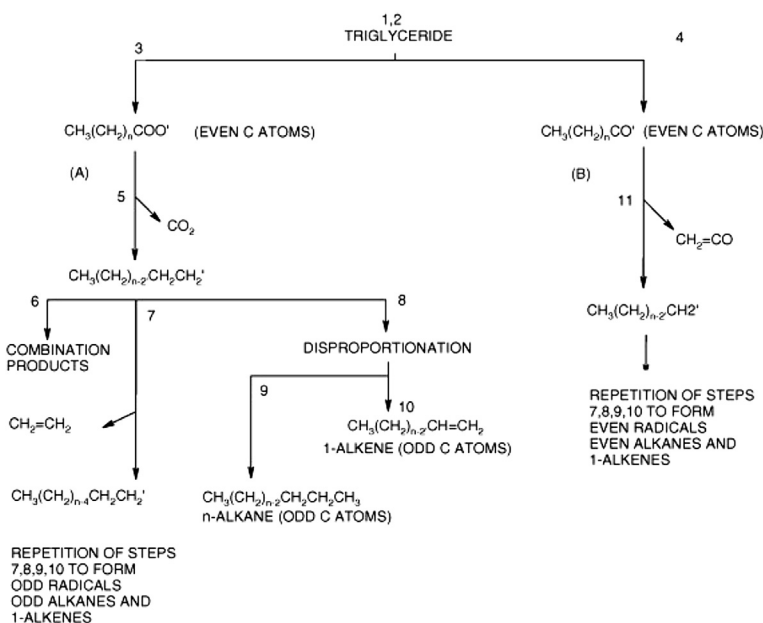 1,2
TRIGLYCERIDE
3
4
CH₃(CH₂)ₙCOO' (EVEN C ATOMS)
CH₃(CH₂)ₙCO' (EVEN C ATOMS)
(A)
(B)
5
11
CO₂
CH₂=CO
CH₃(CH₂)ₙ₋₂CH₂CH₂'
CH₃(CH₂)ₙ₋₂CH2'
6
7
8
COMBINATION
PRODUCTS
DISPROPORTIONATION
9
10
CH₂=CH₂
CH₃(CH₂)ₙ₋₂CH=CH₂
1-ALKENE (ODD C ATOMS)
REPETITION OF STEPS
7,8,9,10 TO FORM
EVEN RADICALS
EVEN ALKANES AND
1-ALKENES
CH₃(CH₂)ₙ₋₄CH₂CH₂'
CH₃(CH₂)ₙ₋₂CH₂CH₂CH₃
n-ALKANE (ODD C ATOMS)
REPETITION OF STEPS
7,8,9,10 TO FORM
ODD RADICALS
ODD ALKANES AND
1-ALKENES